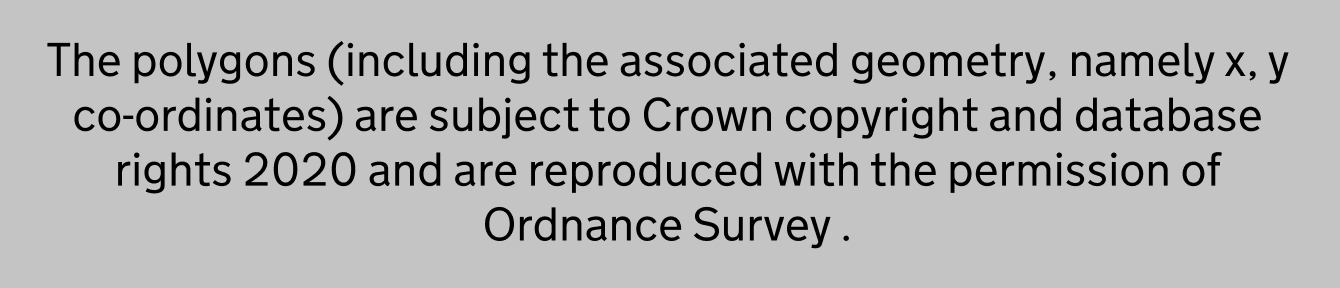 The polygons (including the associated geometry, namely x, y
co-ordinates) are subject to Crown copyright and database
rights 2020 and are reproduced with the permission of
Ordnance Survey .